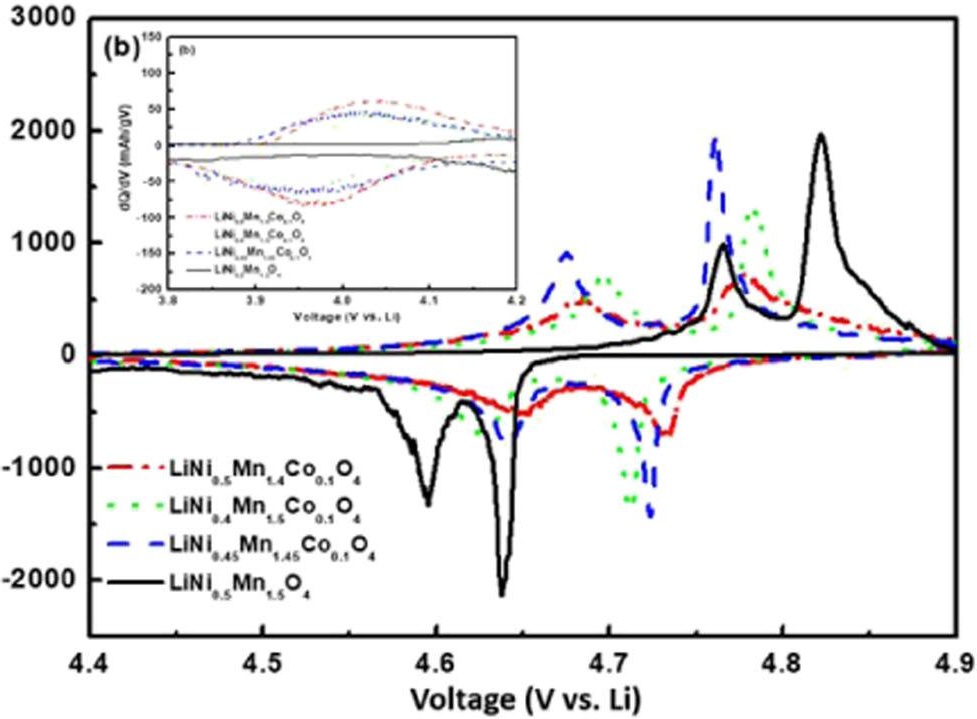 3000
2000
1000
0
-1000
-2000
(b)
(b)
150
100
50
0
-50
-100
-150
-200
dQ/dV (mAh/gV)
3.8 3.9 4.0 4.1 4.2
Voltage (V vs. Li)
LiNi0.5Mn1.4Co0.1O4
LiNi0.4Mn1.5Co0.1O4
LiNi0.45Mn1.45Co0.1O4
LiNi0.5Mn1.5O4
4.4 4.5 4.6 4.7 4.8 4.9
Voltage (V vs. Li)